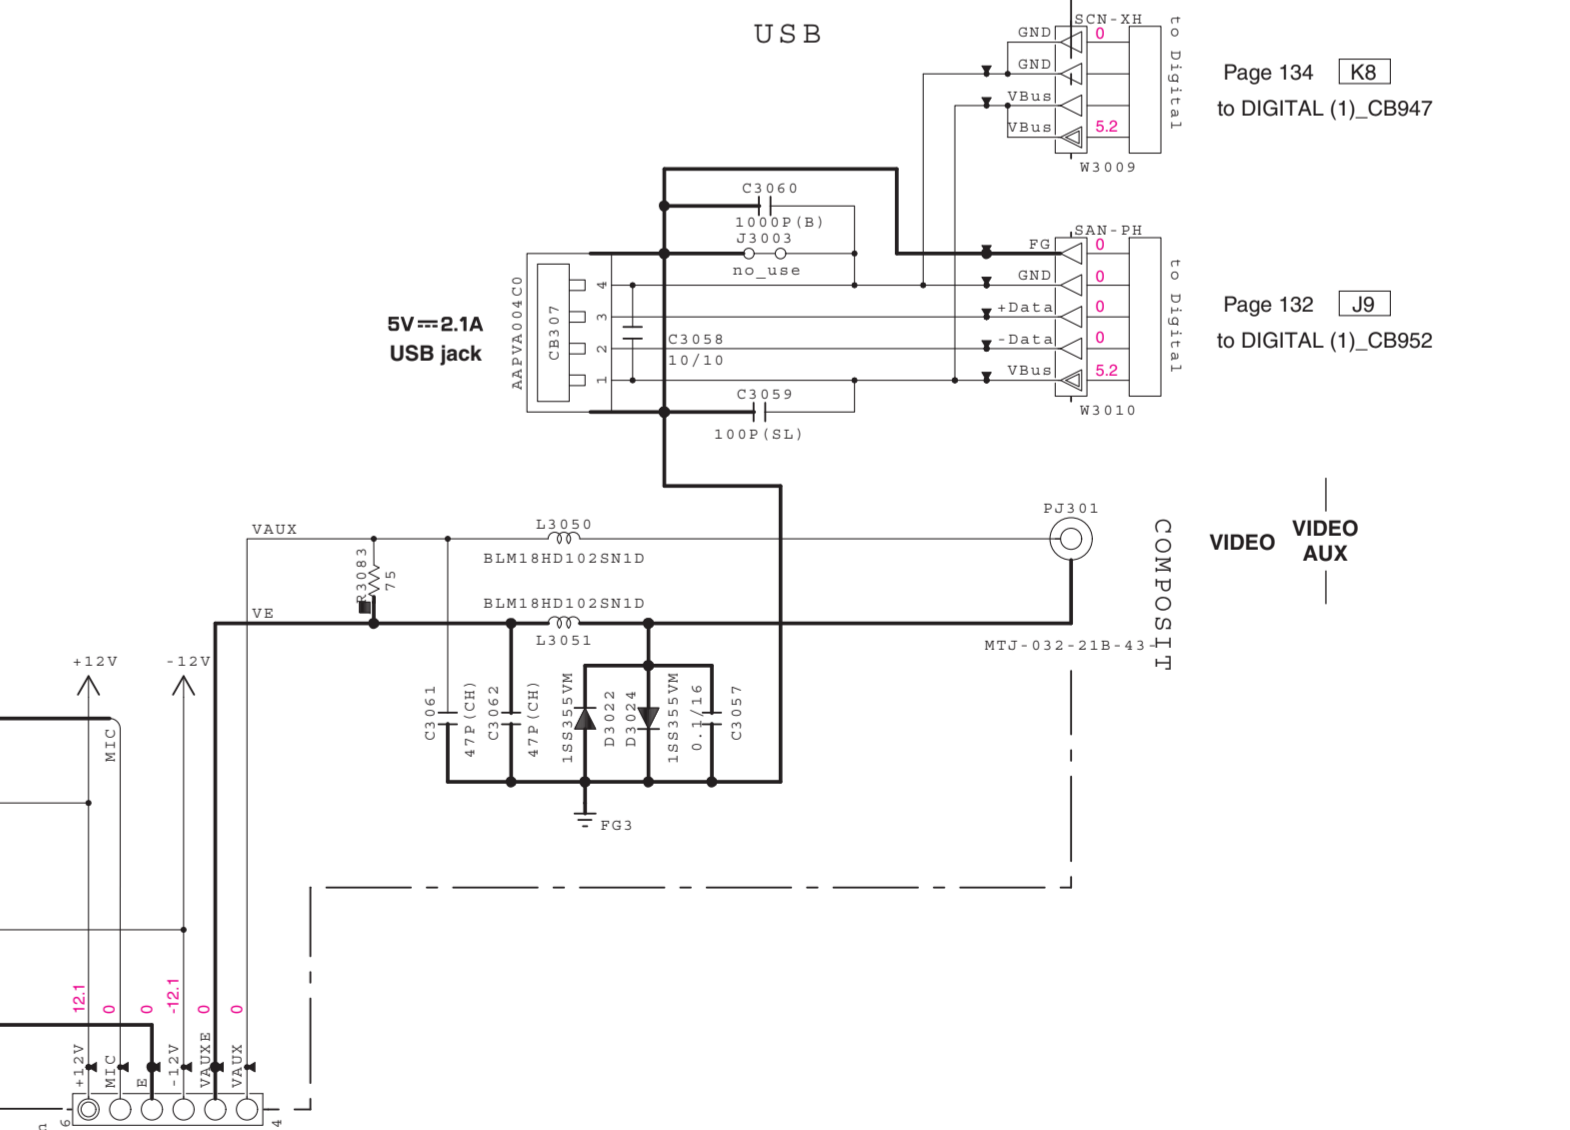 USB
SCN-XH
GND
0
GND
VBus
VBus
5.2
W3009
to Digital
Page 134
K8
to DIGITAL (1)_CB947
C3060
1000P(B)
J3003
no_use
SAN-PH
FG
0
GND
0
+Data
0
-Data
0
VBus
5.2
W3010
to Digital
Page 132
J9
to DIGITAL (1)_CB952
5V⎓2.1A
USB jack
AAPVA004C0
CB307
4
3
2
1
C3058
10/10
C3059
100P(SL)
VAUX
L3050
BLM18HD102SN1D
R3083
75
VE
BLM18HD102SN1D
L3051
PJ301
COMPOSIT
MTJ-032-21B-43-
VIDEO
VIDEO
AUX
+12V
-12V
MIC
C3061
47P(CH)
C3062
47P(CH)
1SS355VM
D3022
D3024
1SS355VM
0.1/16
C3057
FG3
12.1
0
0
-12.1
0
0
+12V
MIC
E
-12V
VAUXE
VAUX
4